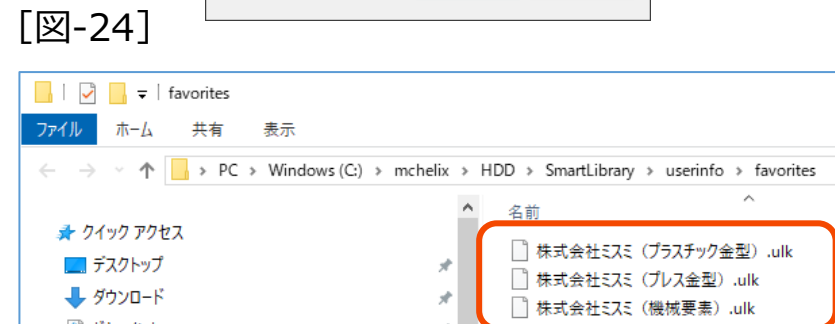 [図-24]
favorites
ファイル ホーム 共有 表示
PC > Windows (C:) > mchelix > HDD > SmartLibrary > userinfo > favorites
名前
クイック アクセス
株式会社ミスミ（プラスチック金型）.ulk
デスクトップ
株式会社ミスミ（プレス金型）.ulk
ダウンロード
株式会社ミスミ（機械要素）.ulk